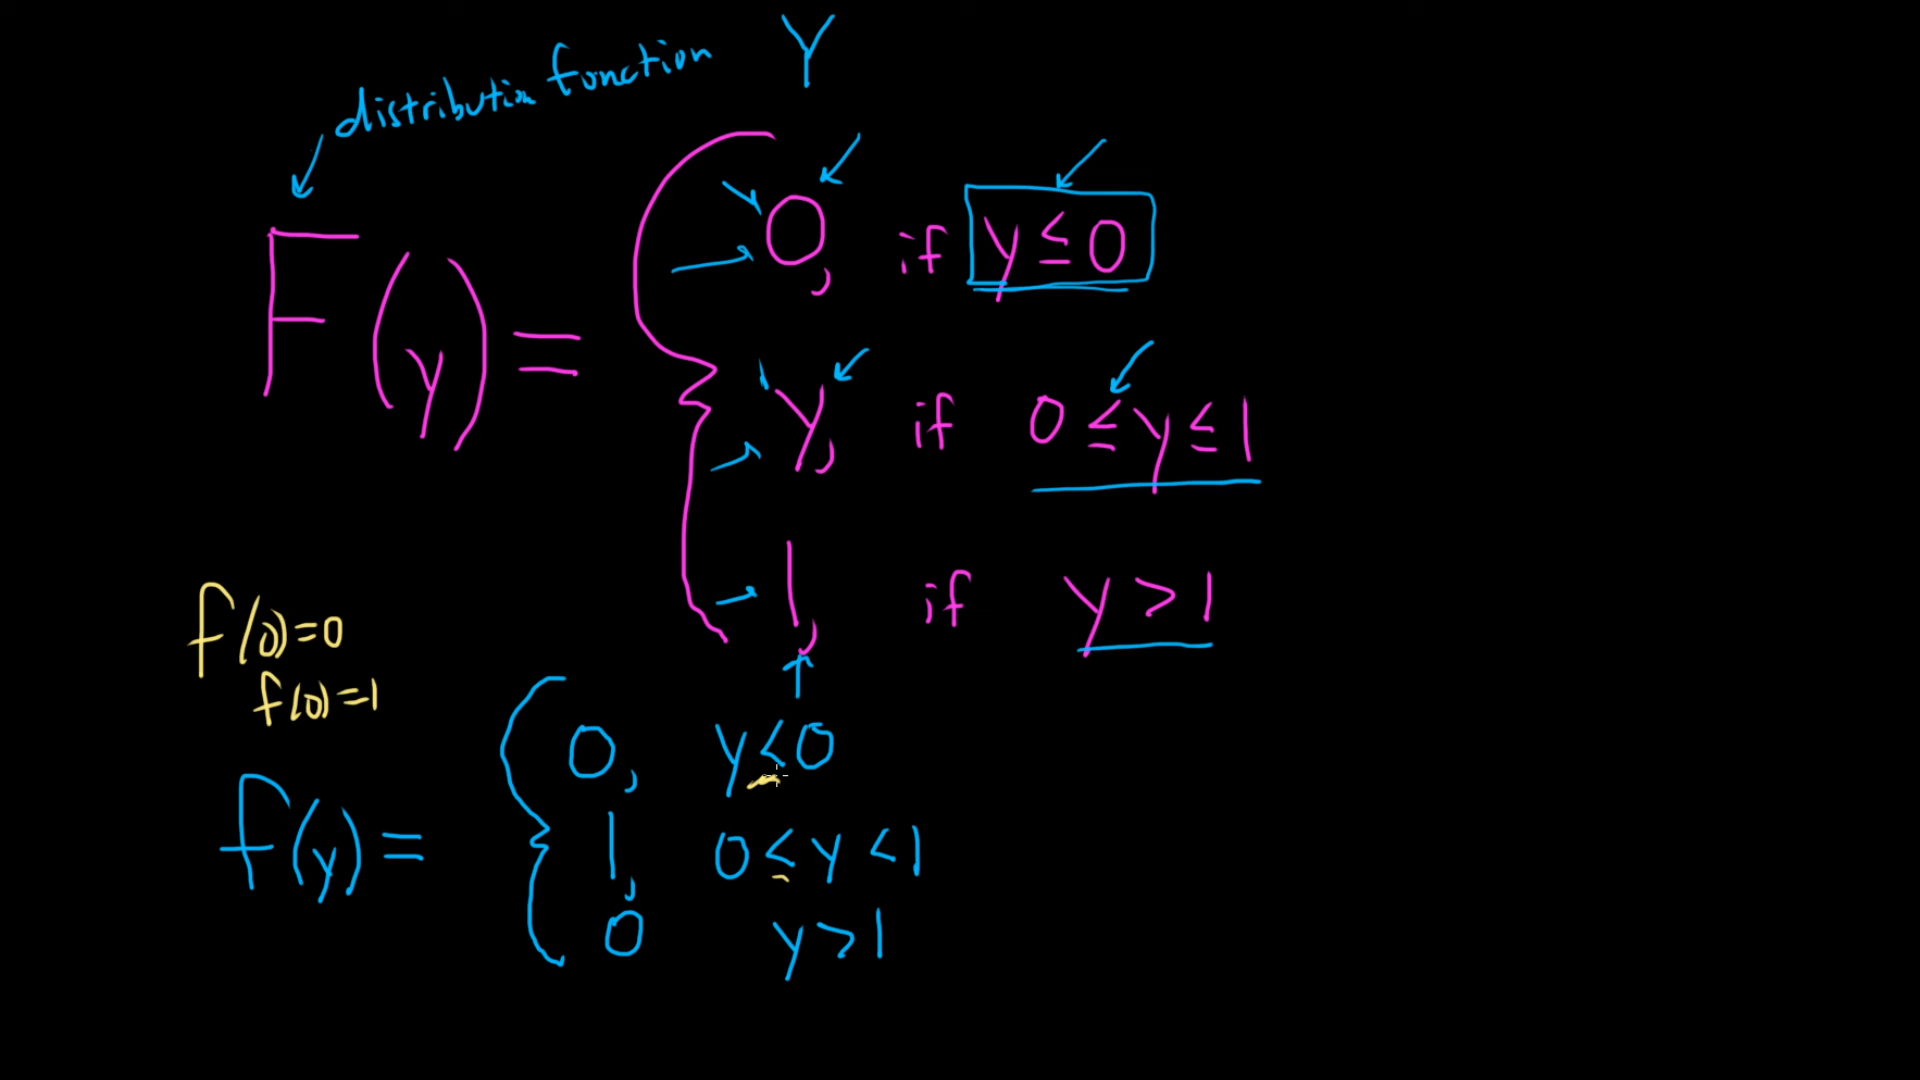 distribution function Y
F(y) = { 0, if y ≤ 0
y, if 0 ≤ y ≤ 1
1, if y > 1
f(0)=0
f(0)=1
f(y) = { 0, y ≤ 0
1, 0 ≤ y < 1
0 y > 1